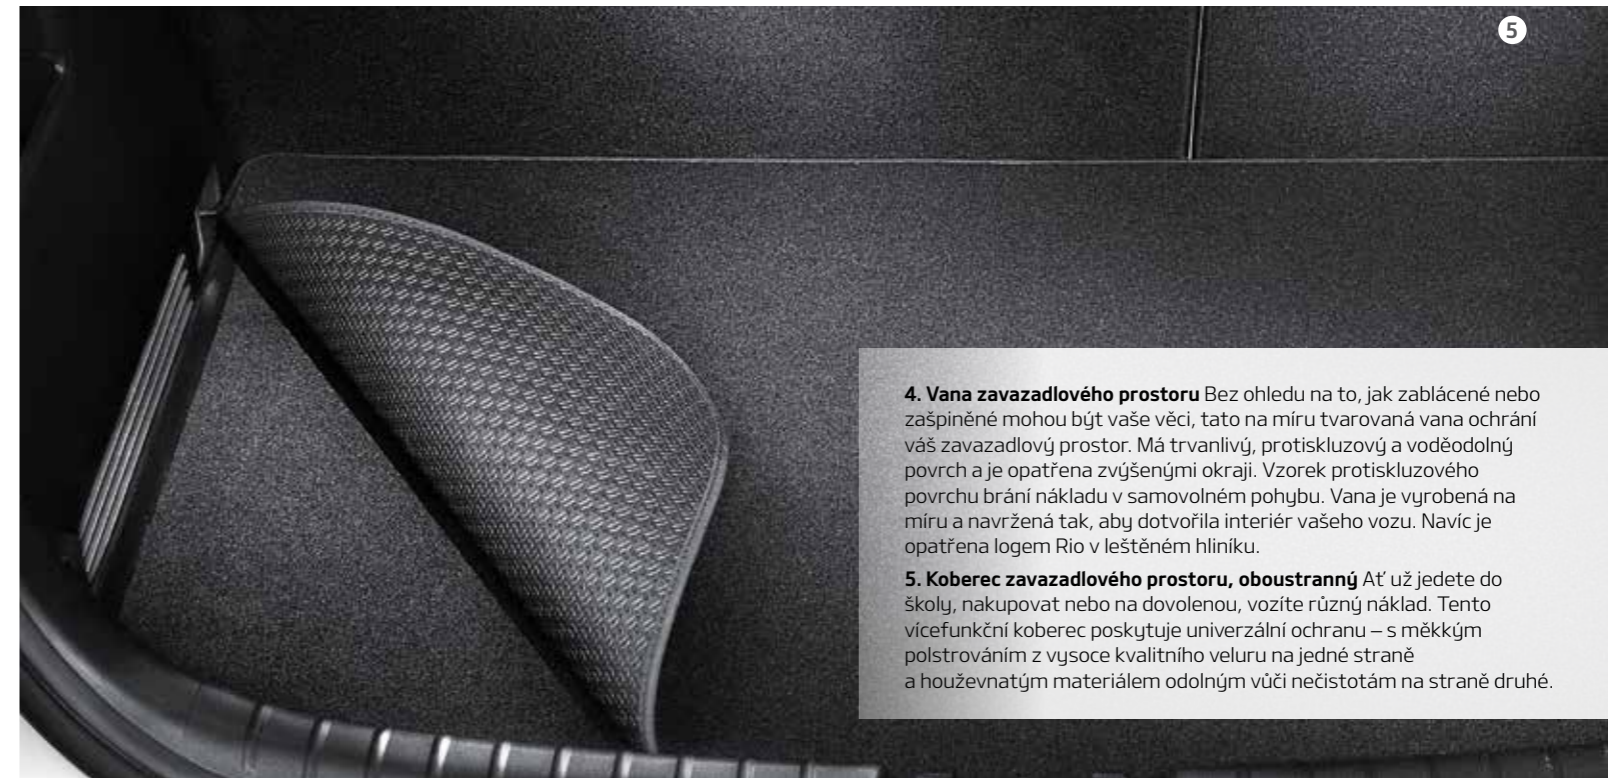 5
4. Vana zavazadlového prostoru Bez ohledu na to, jak zablácené nebo
zašpiněné mohou být vaše věci, tato na míru tvarovaná vana ochrání
váš zavazadlový prostor. Má trvanlivý, protiskluzový a voděodolný
povrch a je opatřena zvýšenými okraji. Vzorek protiskluzového
povrchu brání nákladu v samovolném pohybu. Vana je vyrobená na
míru a navržená tak, aby dotvořila interiér vašeho vozu. Navíc je
opatřena logem Rio v leštěném hliníku.
5. Koberec zavazadlového prostoru, oboustranný Ať už jedete do
školy, nakupovat nebo na dovolenou, vozíte různý náklad. Tento
vícefunkční koberec poskytuje univerzální ochranu – s měkkým
polstrováním z vysoce kvalitního veluru na jedné straně
a houževnatým materiálem odolným vůči nečistotám na straně druhé.